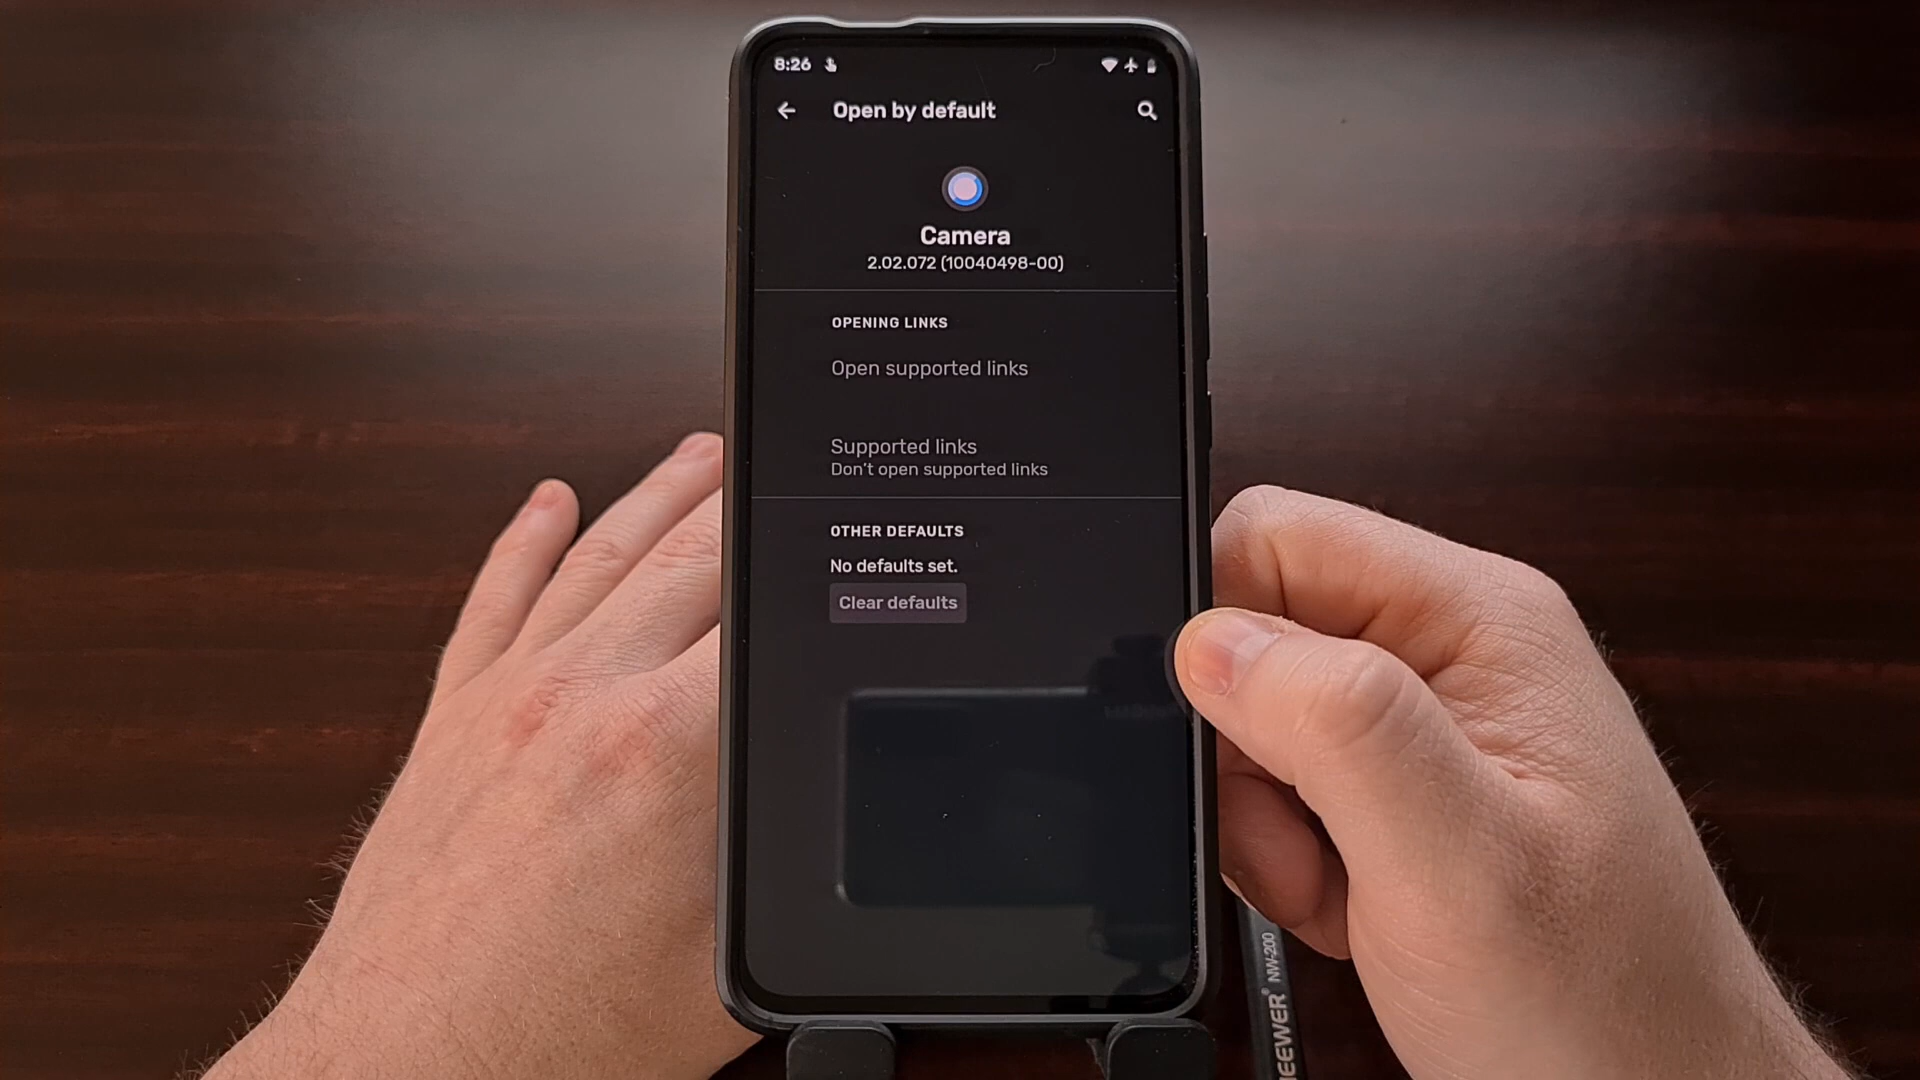 8:26
Open by default
Camera
2.02.072 (10040498-00)
OPENING LINKS
Open supported links
Supported links
Don't open supported links
OTHER DEFAULTS
No defaults set.
Clear defaults
NEEWER® NW-200